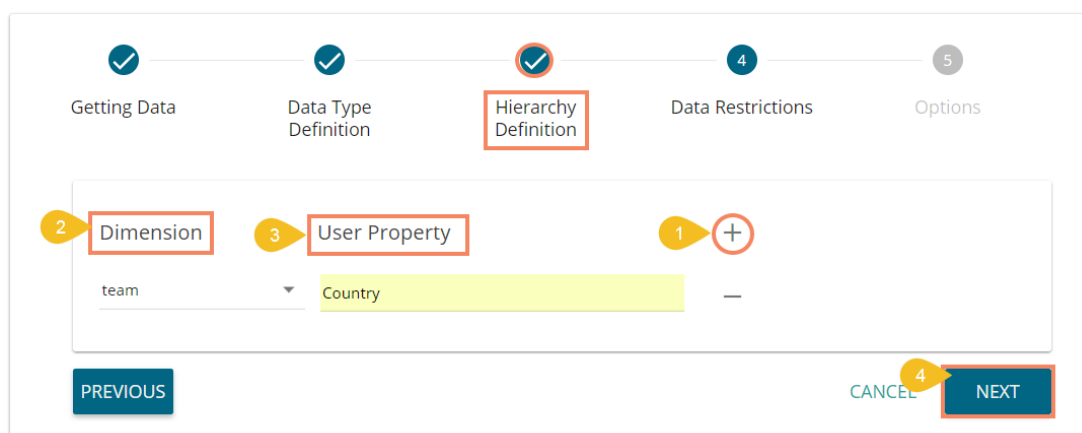 4
5
Getting Data
Data Type
Definition
Hierarchy
Definition
Data Restrictions
Options
2
Dimension
3
User Property
1
+
team
Country
–
PREVIOUS
CANCEL
4
NEXT